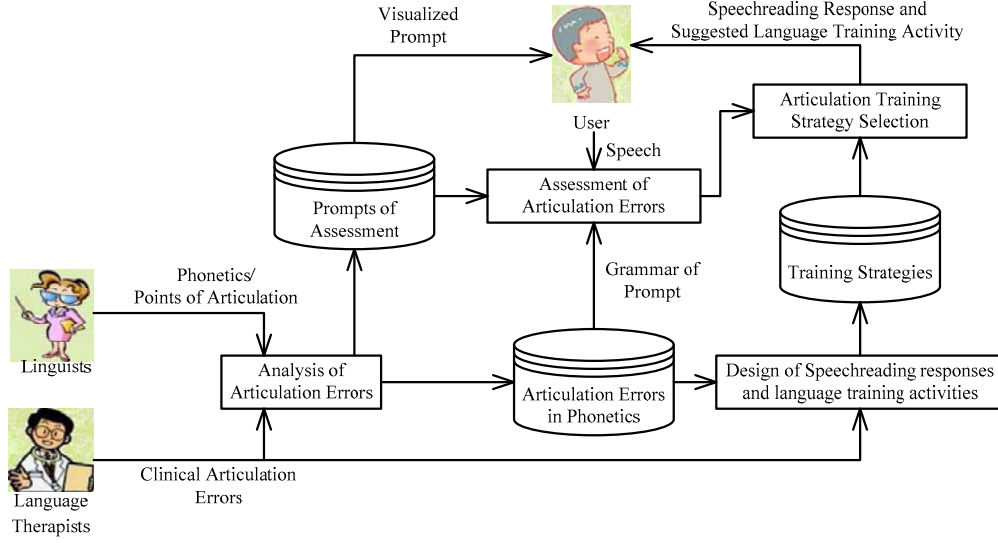 Visualized
Prompt
Speechreading Response and
Suggested Language Training Activity
Articulation Training
Strategy Selection
User
Speech
Prompts of
Assessment
Assessment of
Articulation Errors
Training Strategies
Phonetics/
Points of Articulation
Grammar of
Prompt
Linguists
Analysis of
Articulation Errors
Articulation Errors
in Phonetics
Design of Speechreading responses
and language training activities
Clinical Articulation
Errors
Language
Therapists